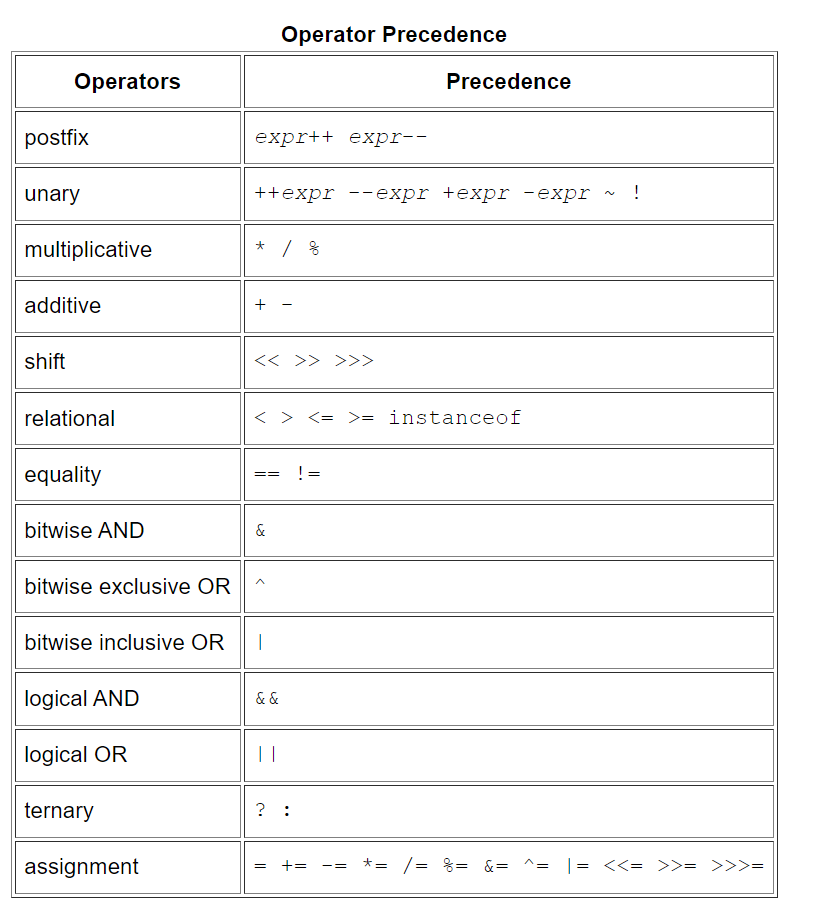 Operator Precedence
Operators Precedence
postfix expr++ expr--
unary ++expr --expr +expr -expr ~ !
multiplicative * / %
additive + -
shift << >> >>>
relational < > <= >= instanceof
equality == !=
bitwise AND &
bitwise exclusive OR ^
bitwise inclusive OR |
logical AND &&
logical OR ||
ternary ? :
assignment = += -= *= /= %= &= ^= |= <<= >>= >>>=